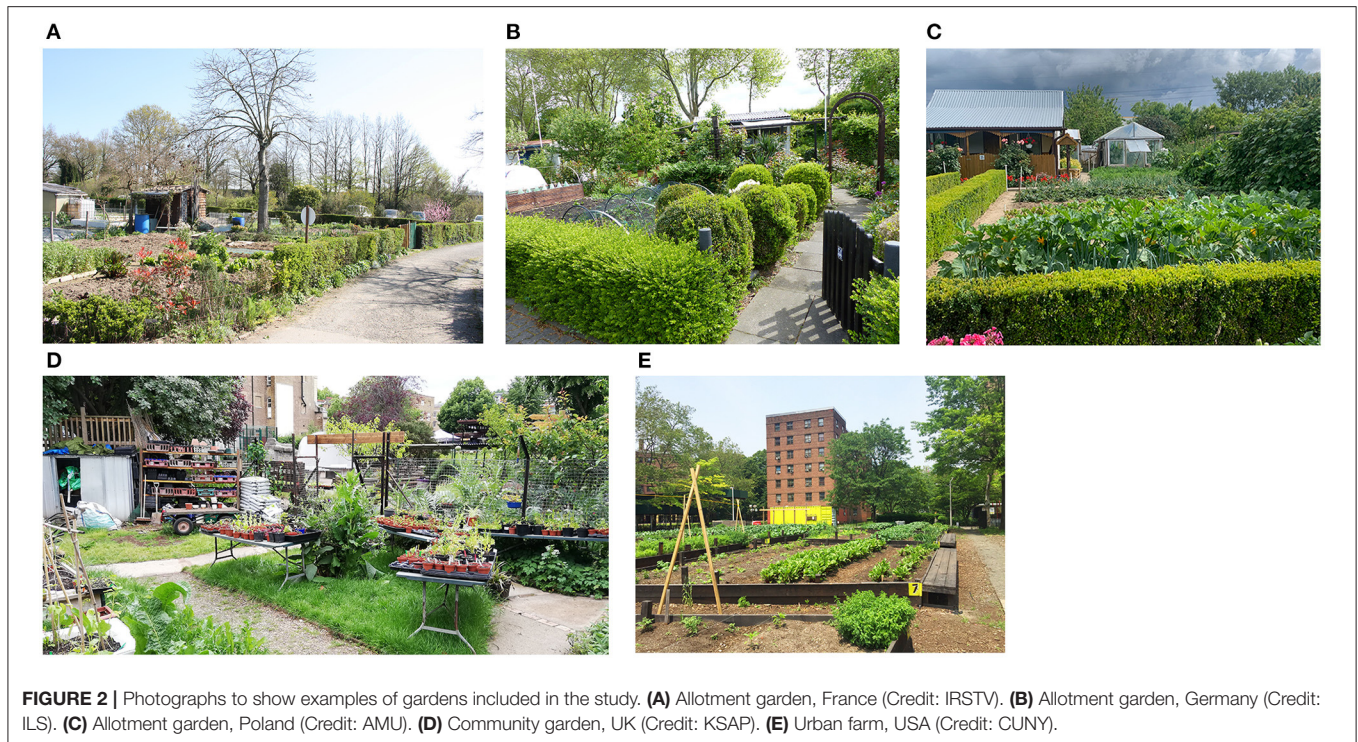 A
B
C
D
E
7
FIGURE 2 | Photographs to show examples of gardens included in the study. (A) Allotment garden, France (Credit: IRSTV). (B) Allotment garden, Germany (Credit:
ILS). (C) Allotment garden, Poland (Credit: AMU). (D) Community garden, UK (Credit: KSAP). (E) Urban farm, USA (Credit: CUNY).